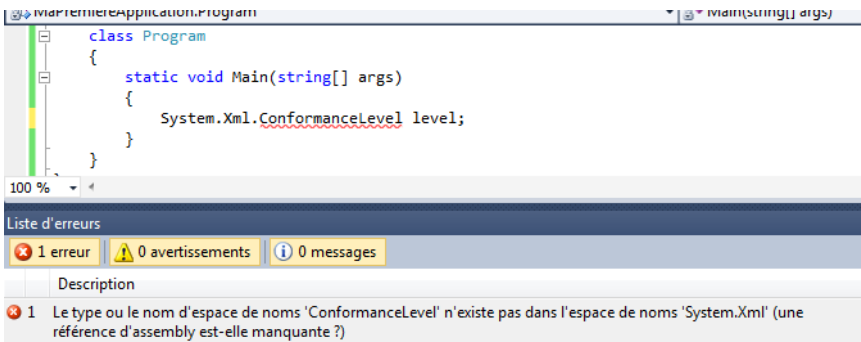 MaPremiereApplication.Program Main(string[] args)
class Program
{
static void Main(string[] args)
{
System.Xml.ConformanceLevel level;
}
}
100 %
Liste d'erreurs
1 erreur 0 avertissements 0 messages
Description
1 Le type ou le nom d'espace de noms 'ConformanceLevel' n'existe pas dans l'espace de noms 'System.Xml' (une
référence d'assembly est-elle manquante ?)